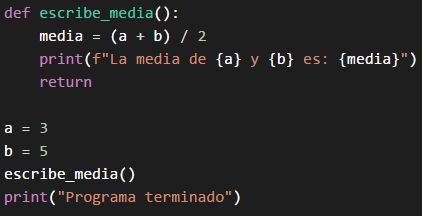 def escribe_media():
    media = (a + b) / 2
    print(f"La media de {a} y {b} es: {media}")
    return

a = 3
b = 5
escribe_media()
print("Programa terminado")